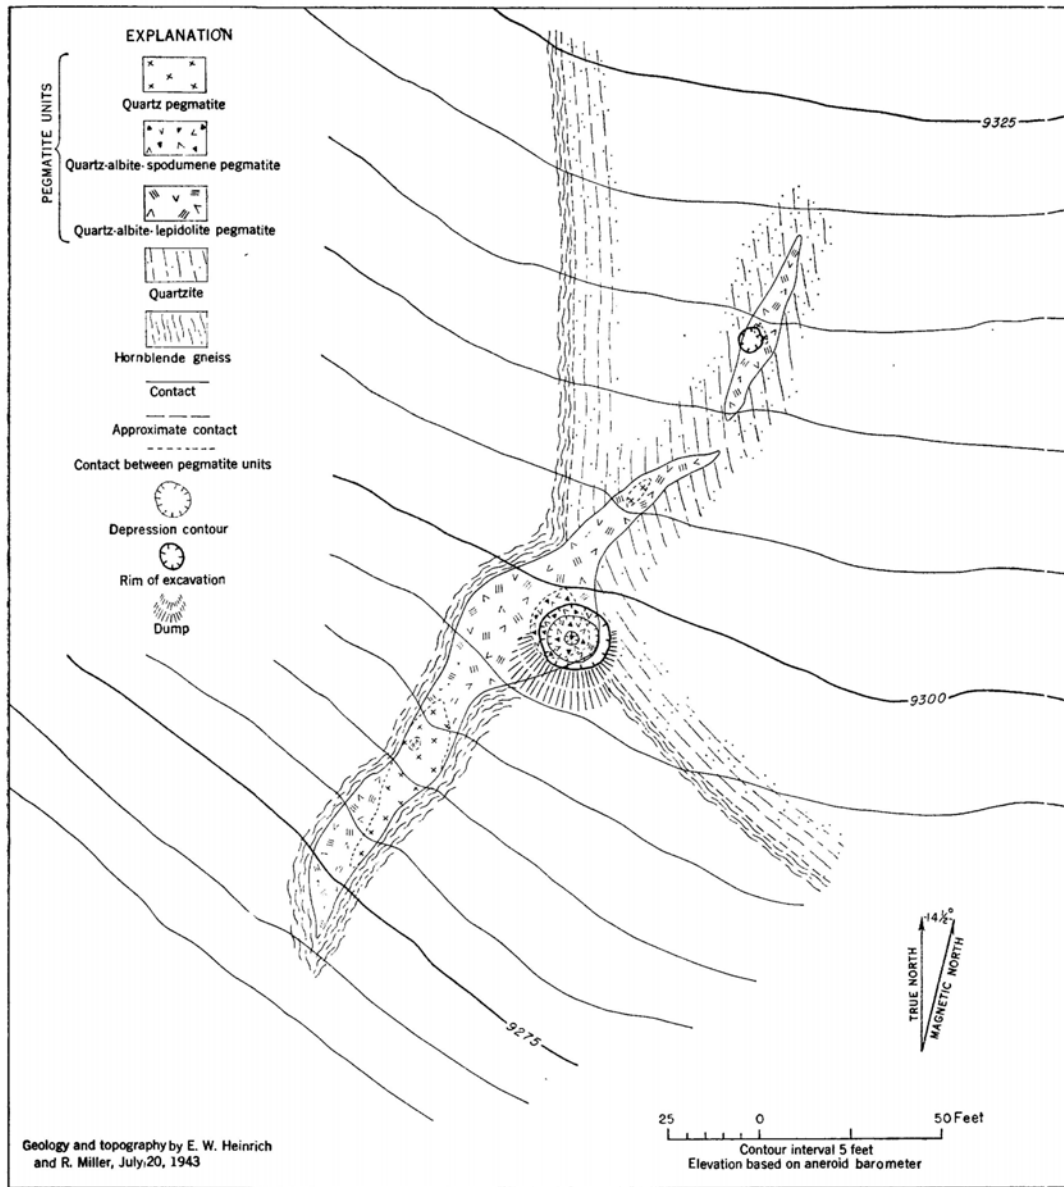 EXPLANATION
PEGMATITE UNITS
Quartz pegmatite
Quartz-albite-spodumene pegmatite
Quartz-albite-lepidolite pegmatite
Quartzite
Hornblende gneiss
Contact
Approximate contact
Contact between pegmatite units
Depression contour
Rim of excavation
Dump
9325
9300
9275
14½°
TRUE NORTH
MAGNETIC NORTH
25 0 50 Feet
Contour interval 5 feet
Elevation based on aneroid barometer
Geology and topography by E. W. Heinrich
and R. Miller, July 20, 1943